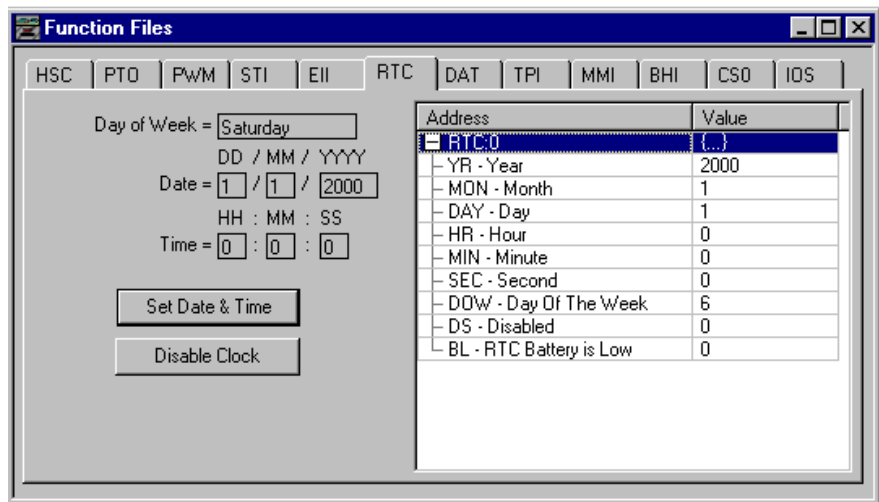 Function Files
HSC PTO PWM STI EII RTC DAT TPI MMI BHI CS0 IOS
Day of Week = Saturday
DD / MM / YYYY
Date = 1 / 1 / 2000
HH : MM : SS
Time = 0 : 0 : 0
Set Date & Time
Disable Clock
Address Value
RTC:0 {...}
YR - Year 2000
MON - Month 1
DAY - Day 1
HR - Hour 0
MIN - Minute 0
SEC - Second 0
DOW - Day Of The Week 6
DS - Disabled 0
BL - RTC Battery is Low 0